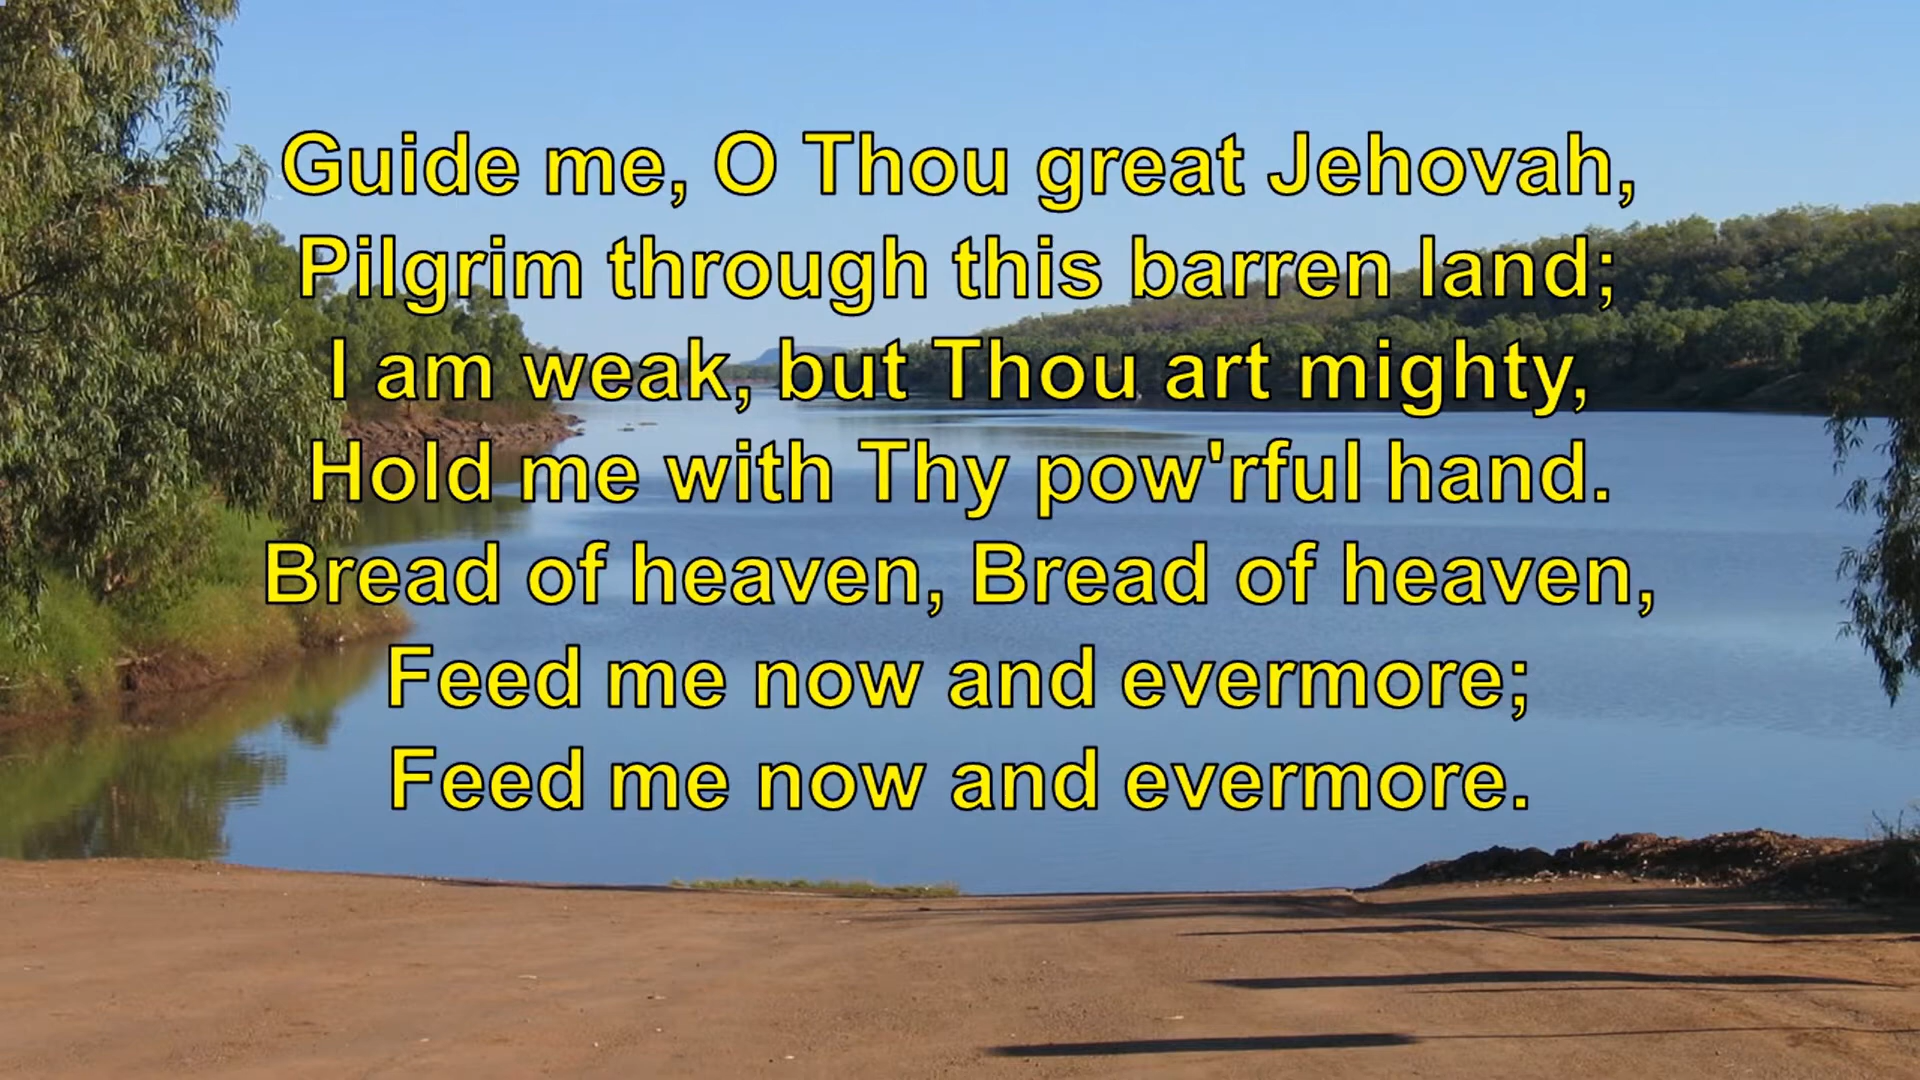 Guide me, O Thou great Jehovah,
Pilgrim through this barren land;
I am weak, but Thou art mighty,
Hold me with Thy pow'rful hand.
Bread of heaven, Bread of heaven,
Feed me now and evermore;
Feed me now and evermore.